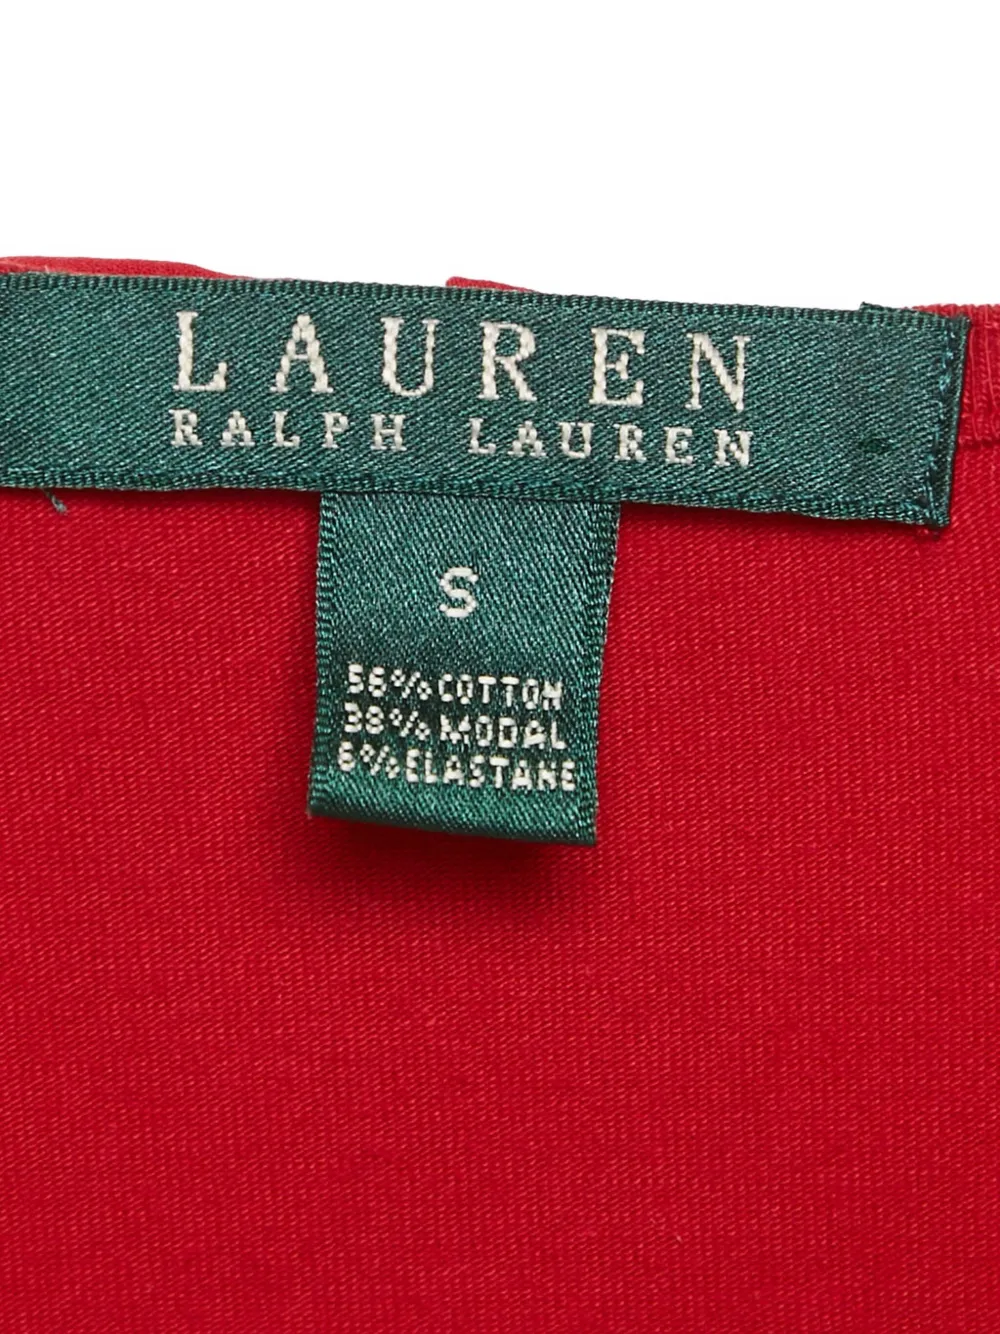 LAUREN
RALPH LAUREN
S
56% COTTON
38% MODAL
6% ELASTANE